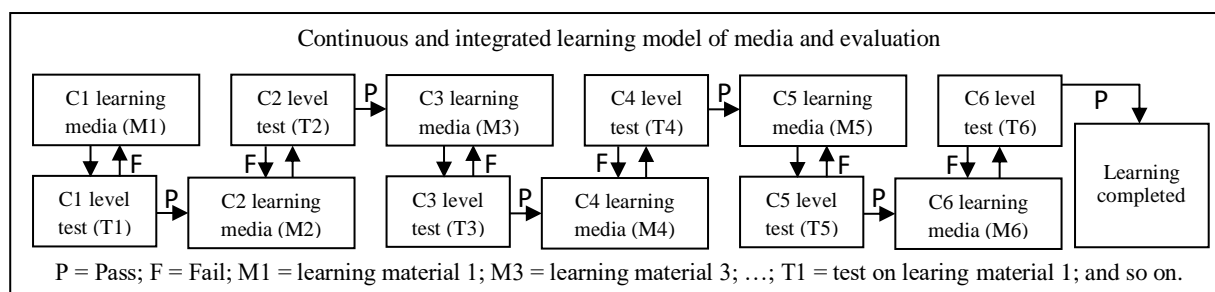 Continuous and integrated learning model of media and evaluation
C1 learning
media (M1)
F
C1 level
test (T1)
P
C2 level
test (T2)
F
C2 learning
media (M2)
P
C3 learning
media (M3)
F
C3 level
test (T3)
P
C4 level
test (T4)
F
C4 learning
media (M4)
P
C5 learning
media (M5)
F
C5 level
test (T5)
P
C6 level
test (T6)
F
C6 learning
media (M6)
P
Learning
completed
P = Pass; F = Fail; M1 = learning material 1; M3 = learning material 3; …; T1 = test on learing material 1; and so on.